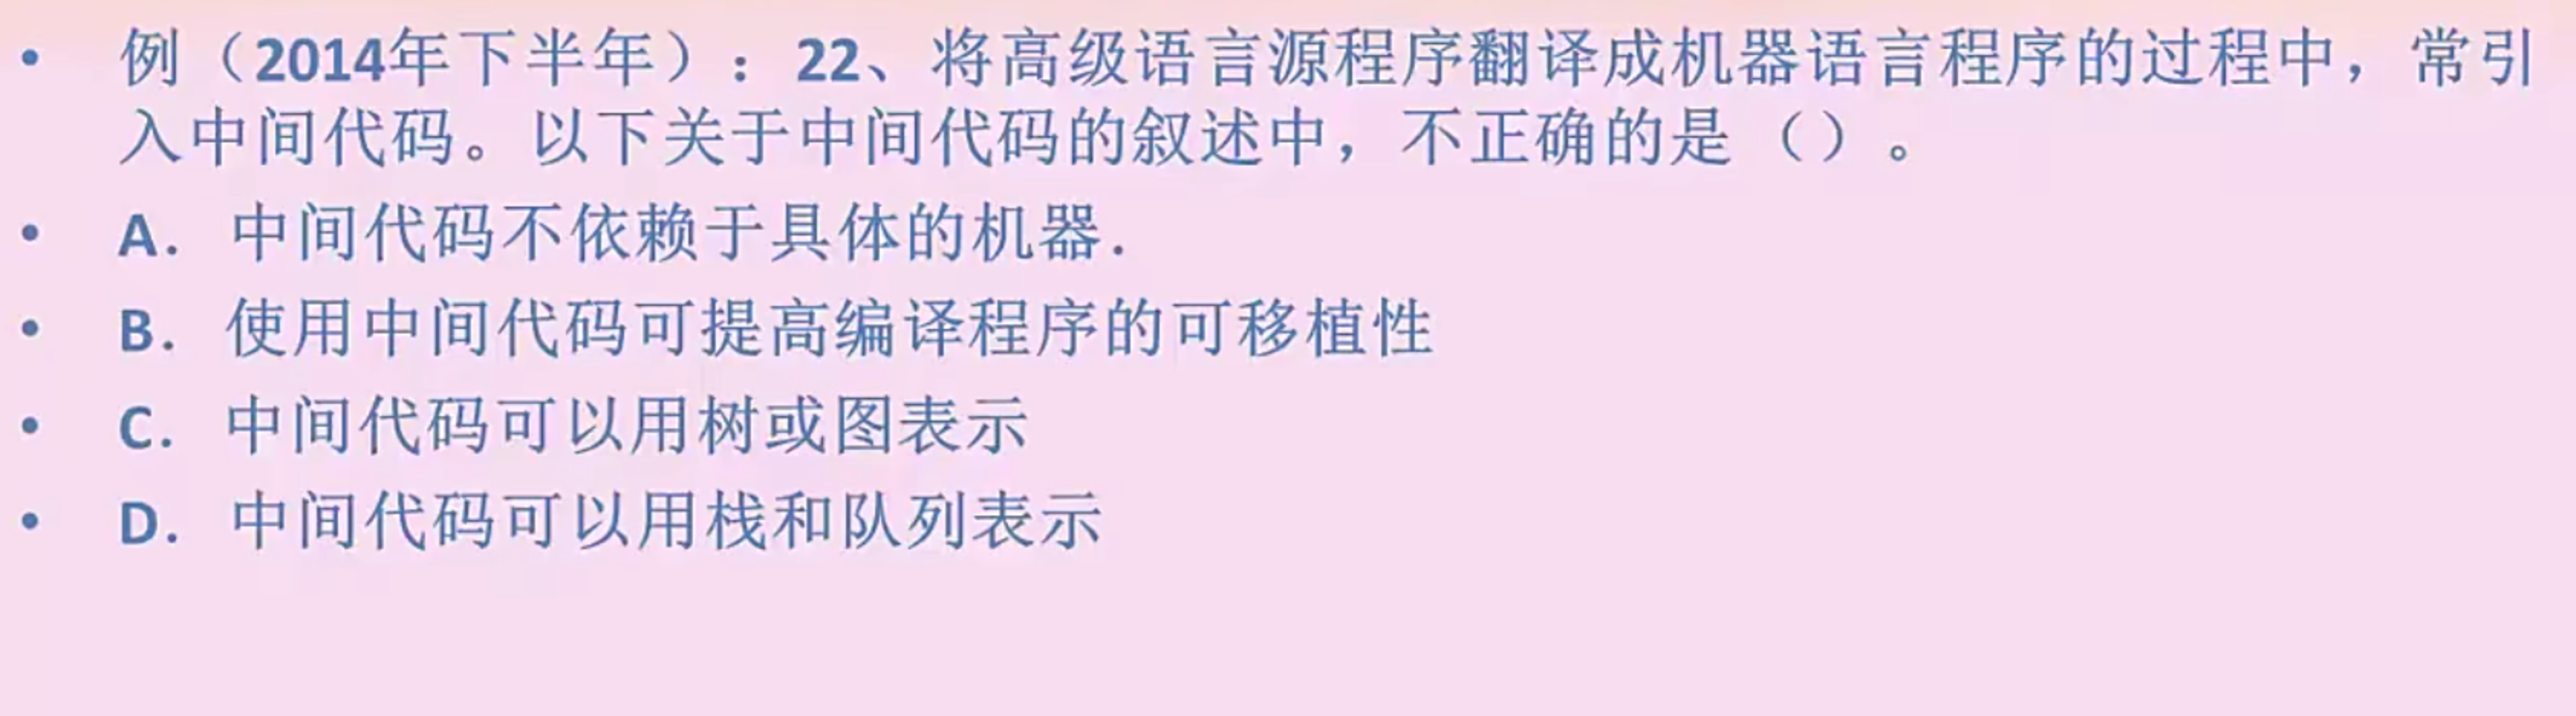 • 例（2014年下半年）：22、将高级语言源程序翻译成机器语言程序的过程中，常引
入中间代码。以下关于中间代码的叙述中，不正确的是（）。
• A. 中间代码不依赖于具体的机器.
• B. 使用中间代码可提高编译程序的可移植性
• C. 中间代码可以用树或图表示
• D. 中间代码可以用栈和队列表示